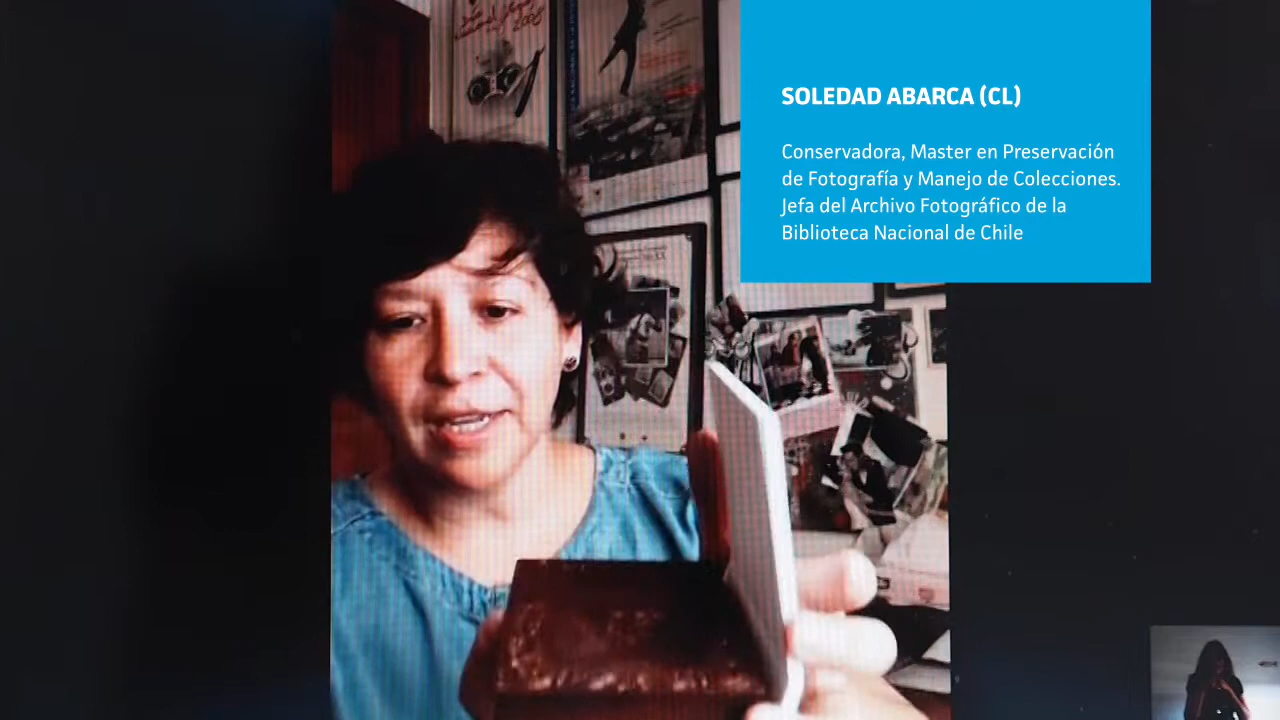 SOLEDAD ABARCA (CL)
Conservadora, Master en Preservación
de Fotografía y Manejo de Colecciones.
Jefa del Archivo Fotográfico de la
Biblioteca Nacional de Chile